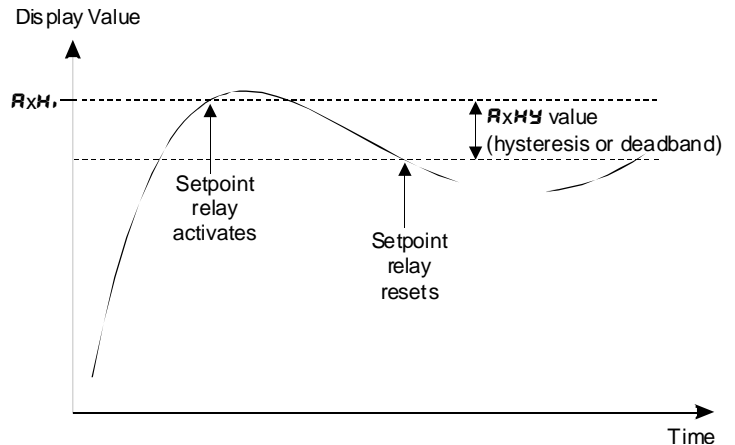 Display Value
AxHi
AxHY value
(hysteresis or deadband)
Setpoint
relay
activates
Setpoint
relay
resets
Time